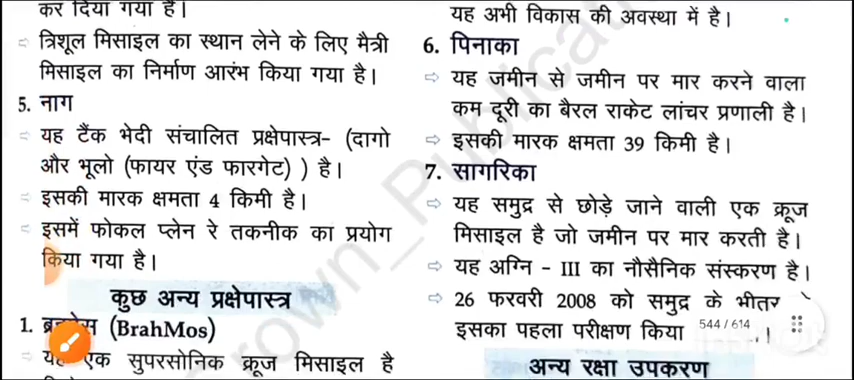 कर दिया गया है।
⇨ त्रिशूल मिसाइल का स्थान लेने के लिए मैत्री
मिसाइल का निर्माण आरंभ किया गया है।
5. नाग
⇨ यह टैंक भेदी संचालित प्रक्षेपास्त्र- (दागो
और भूलो (फायर एंड फारगेट) ) है।
⇨ इसकी मारक क्षमता 4 किमी है।
⇨ इसमें फोकल प्लेन रे तकनीक का प्रयोग
किया गया है।
कुछ अन्य प्रक्षेपास्त्र
1. (BrahMos)
एक सुपरसोनिक क्रूज मिसाइल है
यह अभी विकास की अवस्था में है।
6. पिनाका
⇨ यह जमीन से जमीन पर मार करने वाला
कम दूरी का बैरल राकेट लांचर प्रणाली है।
⇨ इसकी मारक क्षमता 39 किमी है।
7. सागरिका
⇨ यह समुद्र से छोड़े जाने वाली एक क्रूज
मिसाइल है जो जमीन पर मार करती है।
⇨ यह अग्नि - III का नौसैनिक संस्करण है।
⇨ 26 फरवरी 2008 को समुद्र के भीतर
इसका पहला परीक्षण किया
544 / 614
अन्य रक्षा उपकरण
rown_Publication